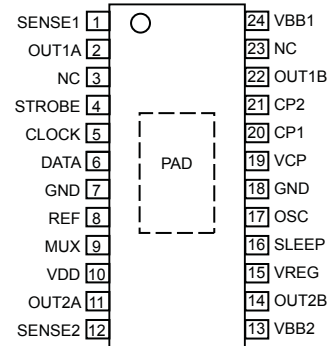 SENSE1 1 24 VBB1
OUT1A 2 23 NC
NC 3 22 OUT1B
STROBE 4 21 CP2
CLOCK 5 20 CP1
DATA 6 PAD 19 VCP
GND 7 18 GND
REF 8 17 OSC
MUX 9 16 SLEEP
VDD 10 15 VREG
OUT2A 11 14 OUT2B
SENSE2 12 13 VBB2